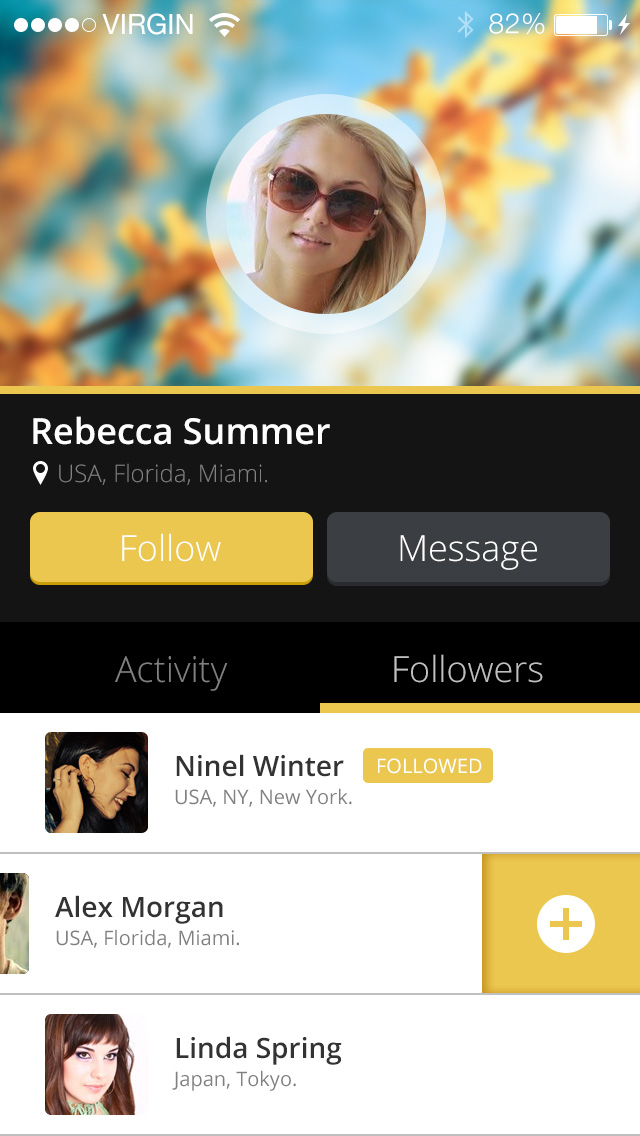 VIRGIN 82%
Rebecca Summer
USA, Florida, Miami.
Follow Message
Activity Followers
Ninel Winter FOLLOWED
USA, NY, New York.
Alex Morgan
USA, Florida, Miami.
Linda Spring
Japan, Tokyo.